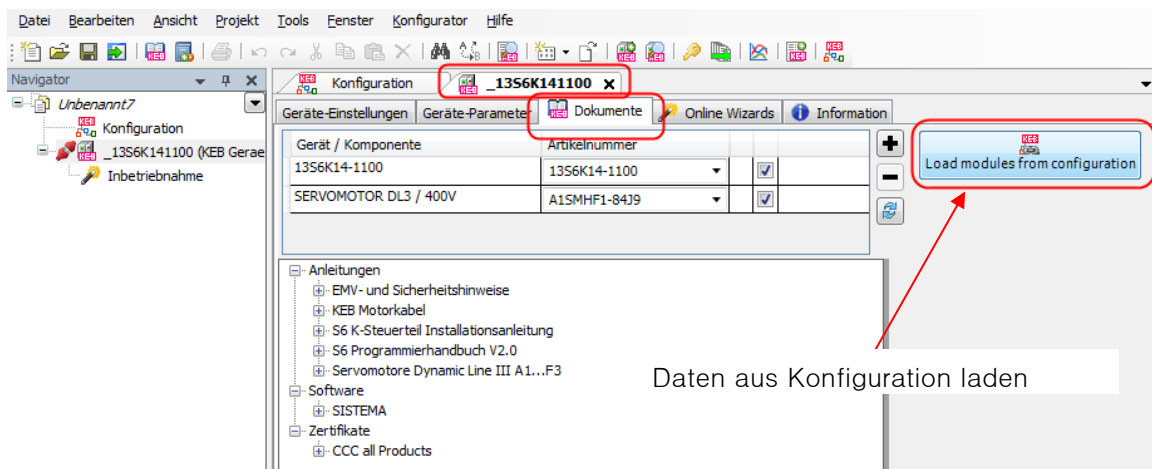 Datei Bearbeiten Ansicht Projekt Tools Fenster Konfigurator Hilfe
Navigator
Konfiguration _13S6K141100 x
Unbenannt7
Konfiguration
_13S6K141100 (KEB Gerae
Inbetriebnahme
Geräte-Einstellungen Geräte-Parameter Dokumente Online Wizards Information
Gerät / Komponente Artikelnummer
13S6K14-1100 13S6K14-1100
SERVOMOTOR DL3 / 400V A1SMHF1-84J9
KEB
Load modules from configuration
Anleitungen
EMV- und Sicherheitshinweise
KEB Motorkabel
S6 K-Steuerteil Installationsanleitung
S6 Programmierhandbuch V2.0
Servomotore Dynamic Line III A1...F3
Software
SISTEMA
Zertifikate
CCC all Products
Daten aus Konfiguration laden